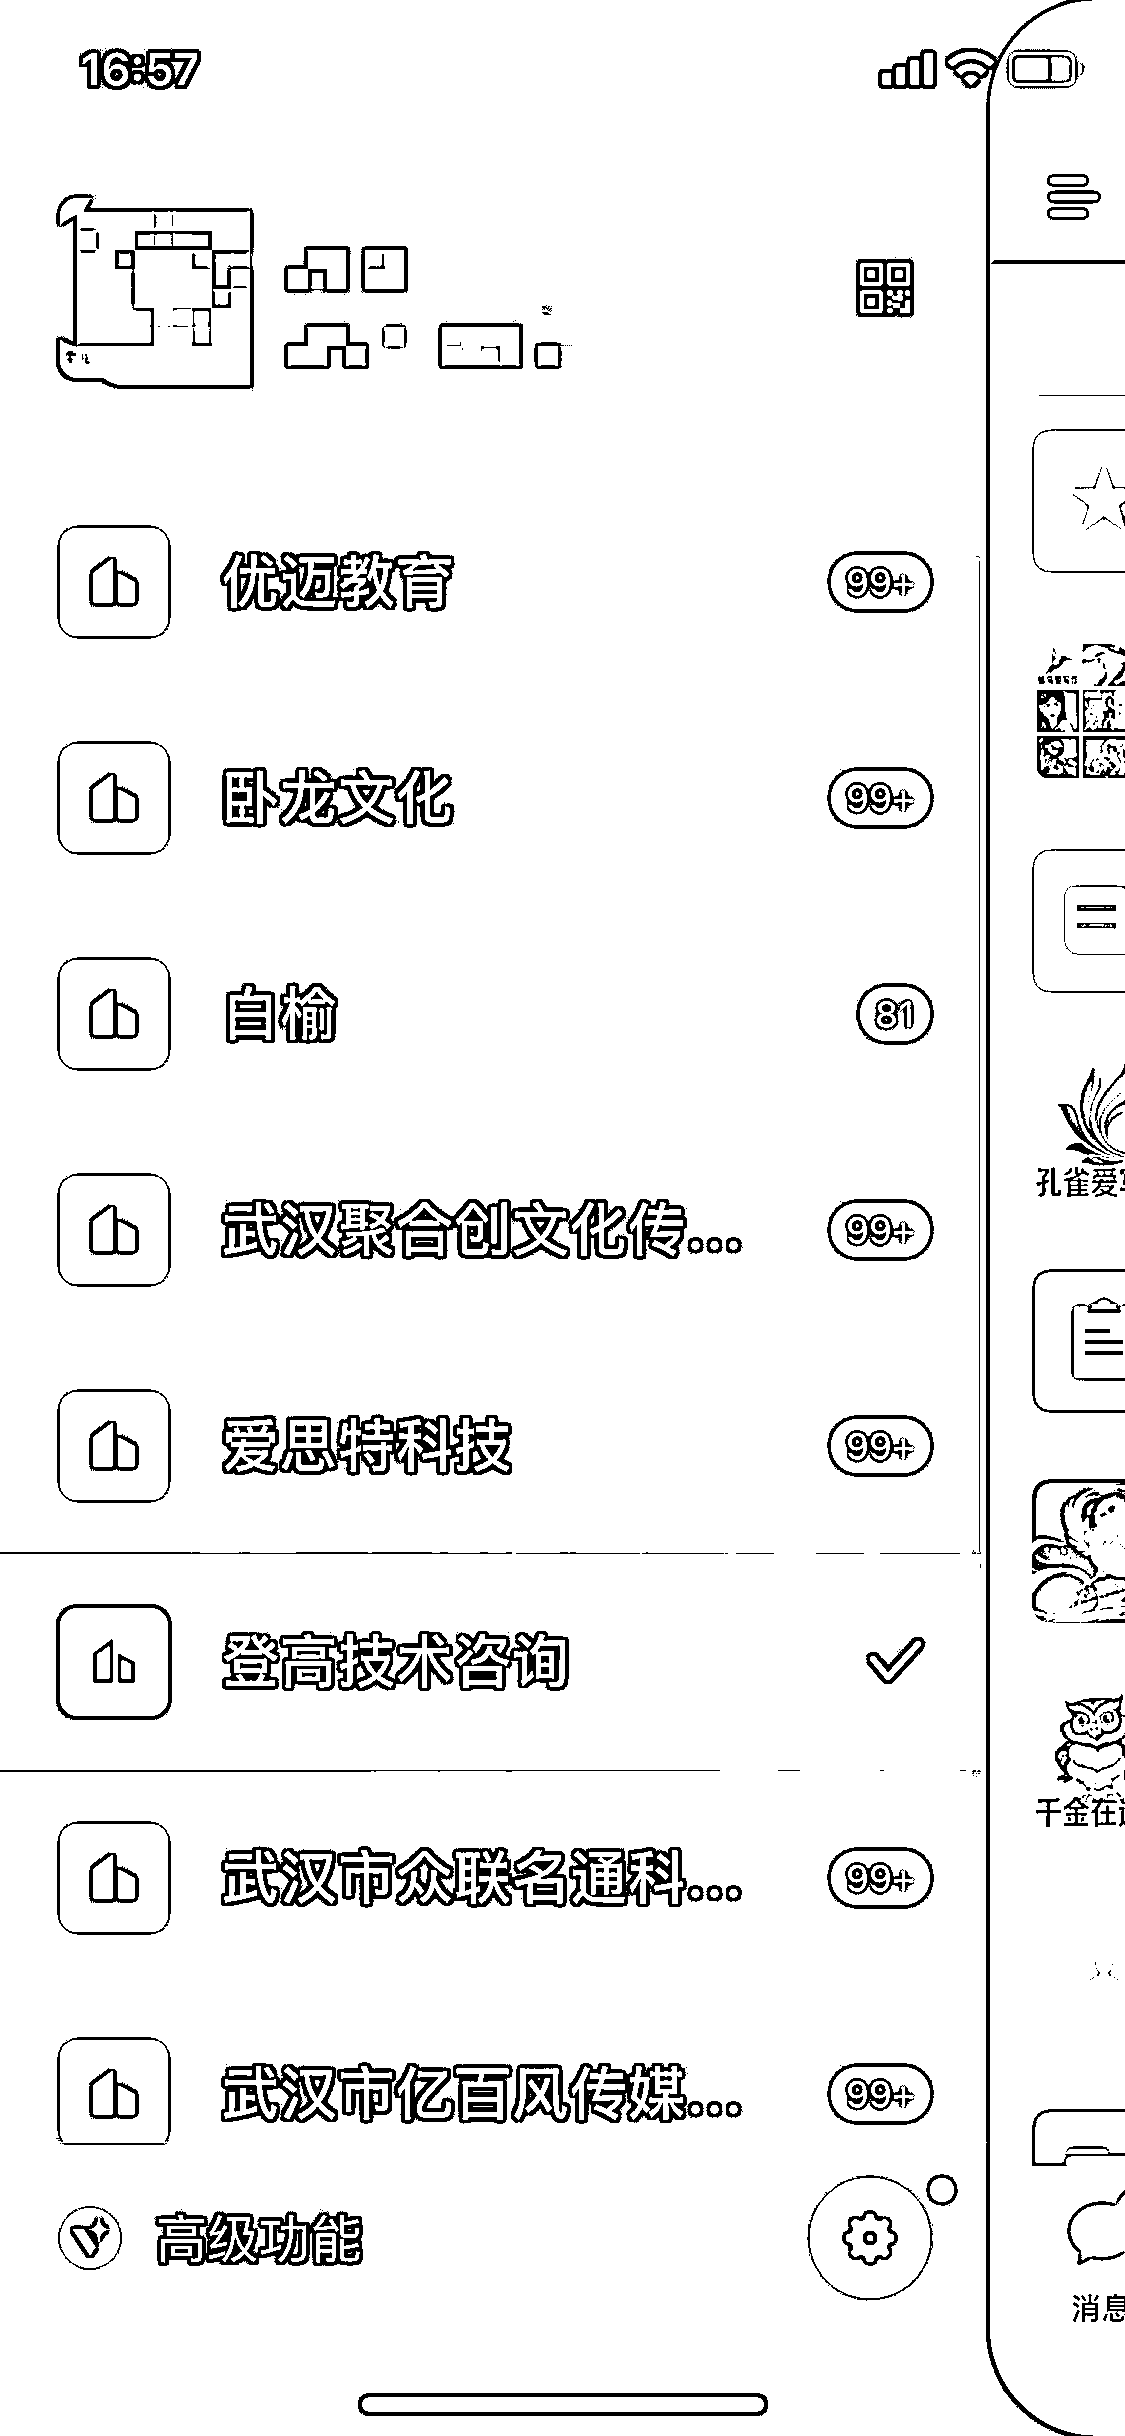 16:57
优迈教育
99+
卧龙文化
99+
白榆
81
孔雀爱
武汉聚合创文化传...
99+
爱思特科技
99+
登高技术咨询
千金在
武汉市众联名通科...
99+
武汉市亿百风传媒...
99+
高级功能
消息